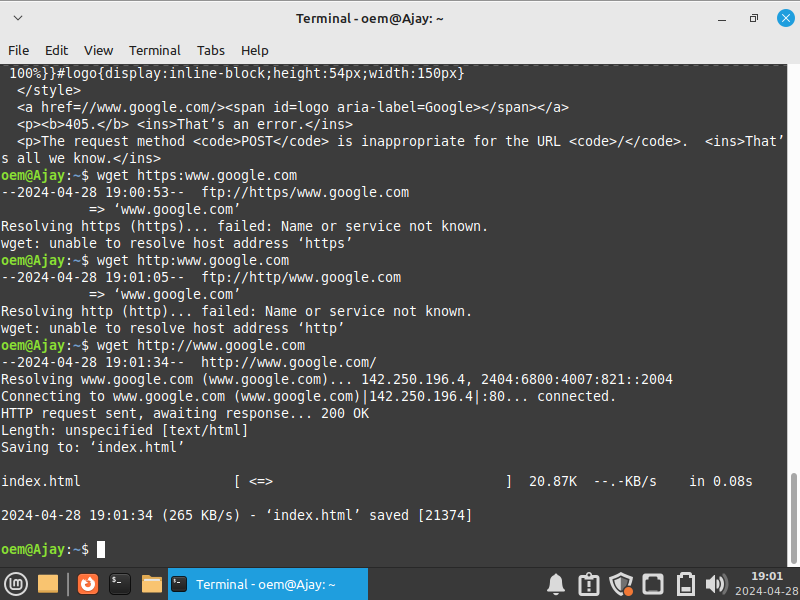 Terminal - oem@Ajay: ~
File Edit View Terminal Tabs Help
 100%}}#logo{display:inline-block;height:54px;width:150px}
  </style>
  <a href=//www.google.com/><span id=logo aria-label=Google></span></a>
  <p><b>405.</b> <ins>That’s an error.</ins>
  <p>The request method <code>POST</code> is inappropriate for the URL <code>/</code>.  <ins>That’
s all we know.</ins>
oem@Ajay:~$ wget https:www.google.com
--2024-04-28 19:00:53--  ftp://https/www.google.com
           => ‘www.google.com’
Resolving https (https)... failed: Name or service not known.
wget: unable to resolve host address ‘https’
oem@Ajay:~$ wget http:www.google.com
--2024-04-28 19:01:05--  ftp://http/www.google.com
           => ‘www.google.com’
Resolving http (http)... failed: Name or service not known.
wget: unable to resolve host address ‘http’
oem@Ajay:~$ wget http://www.google.com
--2024-04-28 19:01:34--  http://www.google.com/
Resolving www.google.com (www.google.com)... 142.250.196.4, 2404:6800:4007:821::2004
Connecting to www.google.com (www.google.com)|142.250.196.4|:80... connected.
HTTP request sent, awaiting response... 200 OK
Length: unspecified [text/html]
Saving to: ‘index.html’
index.html                   [ <=>                             ]  20.87K  --.-KB/s    in 0.08s
2024-04-28 19:01:34 (265 KB/s) - ‘index.html’ saved [21374]
oem@Ajay:~$
Terminal - oem@Ajay: ~
19:01
2024-04-28